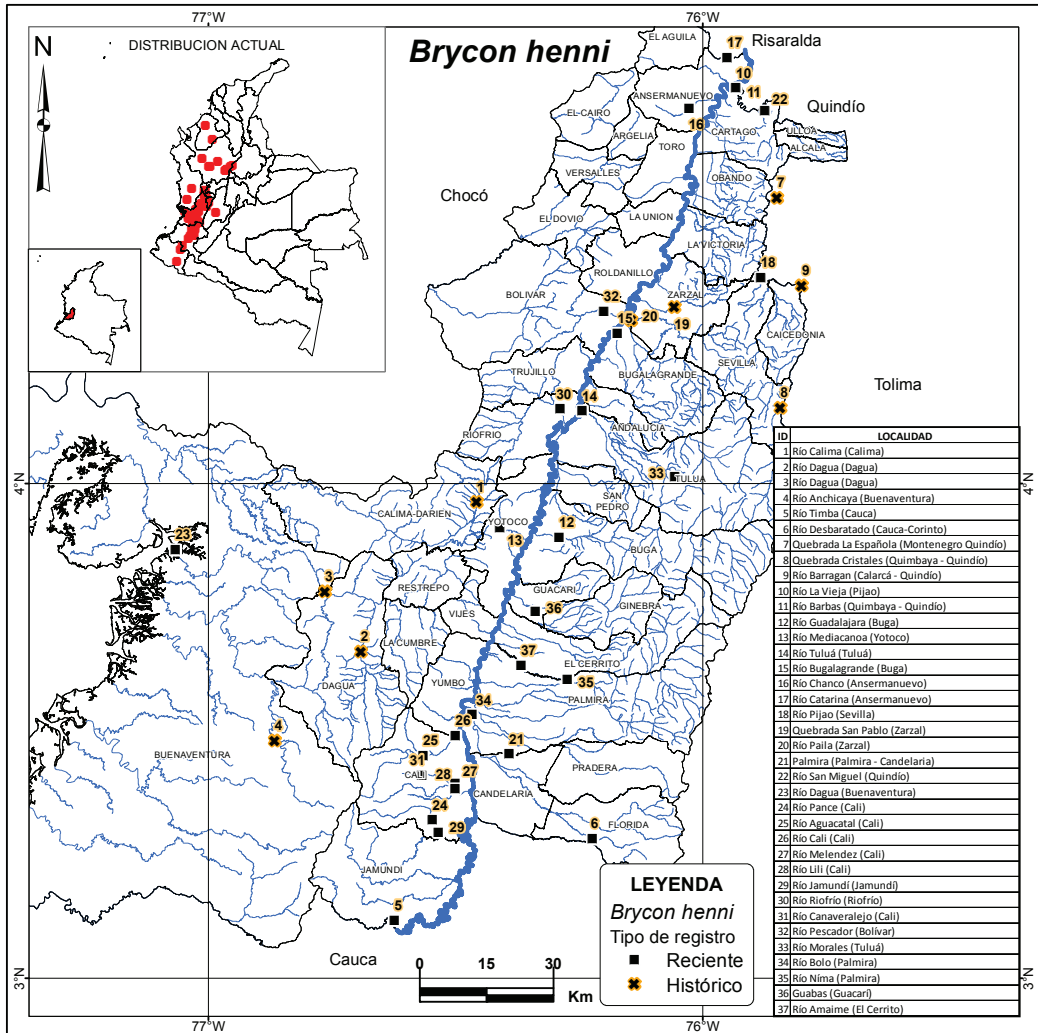 77°W
76°W
N
DISTRIBUCION ACTUAL
Brycon henni
EL AGUILA
17
Risaralda
10
11
22
ANSERMANUEVO
Quindío
EL-CAIRO
16
CARTAGO
ULLOA
ARGELIA
TORO
ALCALA
VERSALLES
OBANDO
7
Chocó
EL DOVIO
LA UNION
LA VICTORIA
18
9
ROLDANILLO
BOLIVAR
32
ZARZAL
15
20
19
CAICEDONIA
SEVILLA
TRUJILLO
BUGALAGRANDE
Tolima
30
14
8
ANDALUCIA
RIOFRIO
33
TULUA
4°N
4°N
1
SAN PEDRO
CALIMA-DARIEN
YOTOCO
12
13
BUGA
23
3
RESTREPO
GUACARI
GINEBRA
VIJES
36
2
LA CUMBRE
37
EL CERRITO
DAGUA
35
YUMBO
PALMIRA
34
4
26
BUENAVENTURA
25
21
31
CALI
28
27
PRADERA
CANDELARIA
24
29
6
FLORIDA
JAMUNDI
5
Cauca
0 15 30
Km
3°N
3°N
77°W
76°W
LEYENDA
Brycon henni
Tipo de registro
Reciente
Histórico
ID LOCALIDAD
1 Río Calima (Calima)
2 Río Dagua (Dagua)
3 Río Dagua (Dagua)
4 Río Anchicaya (Buenaventura)
5 Río Timba (Cauca)
6 Río Desbaratado (Cauca-Corinto)
7 Quebrada La Española (Montenegro Quindío)
8 Quebrada Cristales (Quimbaya - Quindío)
9 Río Barragan (Calarcá - Quindío)
10 Río La Vieja (Pijao)
11 Río Barbas (Quimbaya - Quindío)
12 Río Guadalajara (Buga)
13 Río Mediacanoa (Yotoco)
14 Río Tuluá (Tuluá)
15 Río Bugalagrande (Buga)
16 Río Chanco (Ansermanuevo)
17 Río Catarina (Ansermanuevo)
18 Río Pijao (Sevilla)
19 Quebrada San Pablo (Zarzal)
20 Río Paila (Zarzal)
21 Palmira (Palmira - Candelaria)
22 Río San Miguel (Quindío)
23 Río Dagua (Buenaventura)
24 Río Pance (Cali)
25 Río Aguacatal (Cali)
26 Río Cali (Cali)
27 Río Melendez (Cali)
28 Río Lili (Cali)
29 Río Jamundí (Jamundí)
30 Río Riofrío (Riofrío)
31 Río Canaveralejo (Cali)
32 Río Pescador (Bolívar)
33 Río Morales (Tuluá)
34 Río Bolo (Palmira)
35 Río Níma (Palmira)
36 Guabas (Guacarí)
37 Río Amaime (El Cerrito)